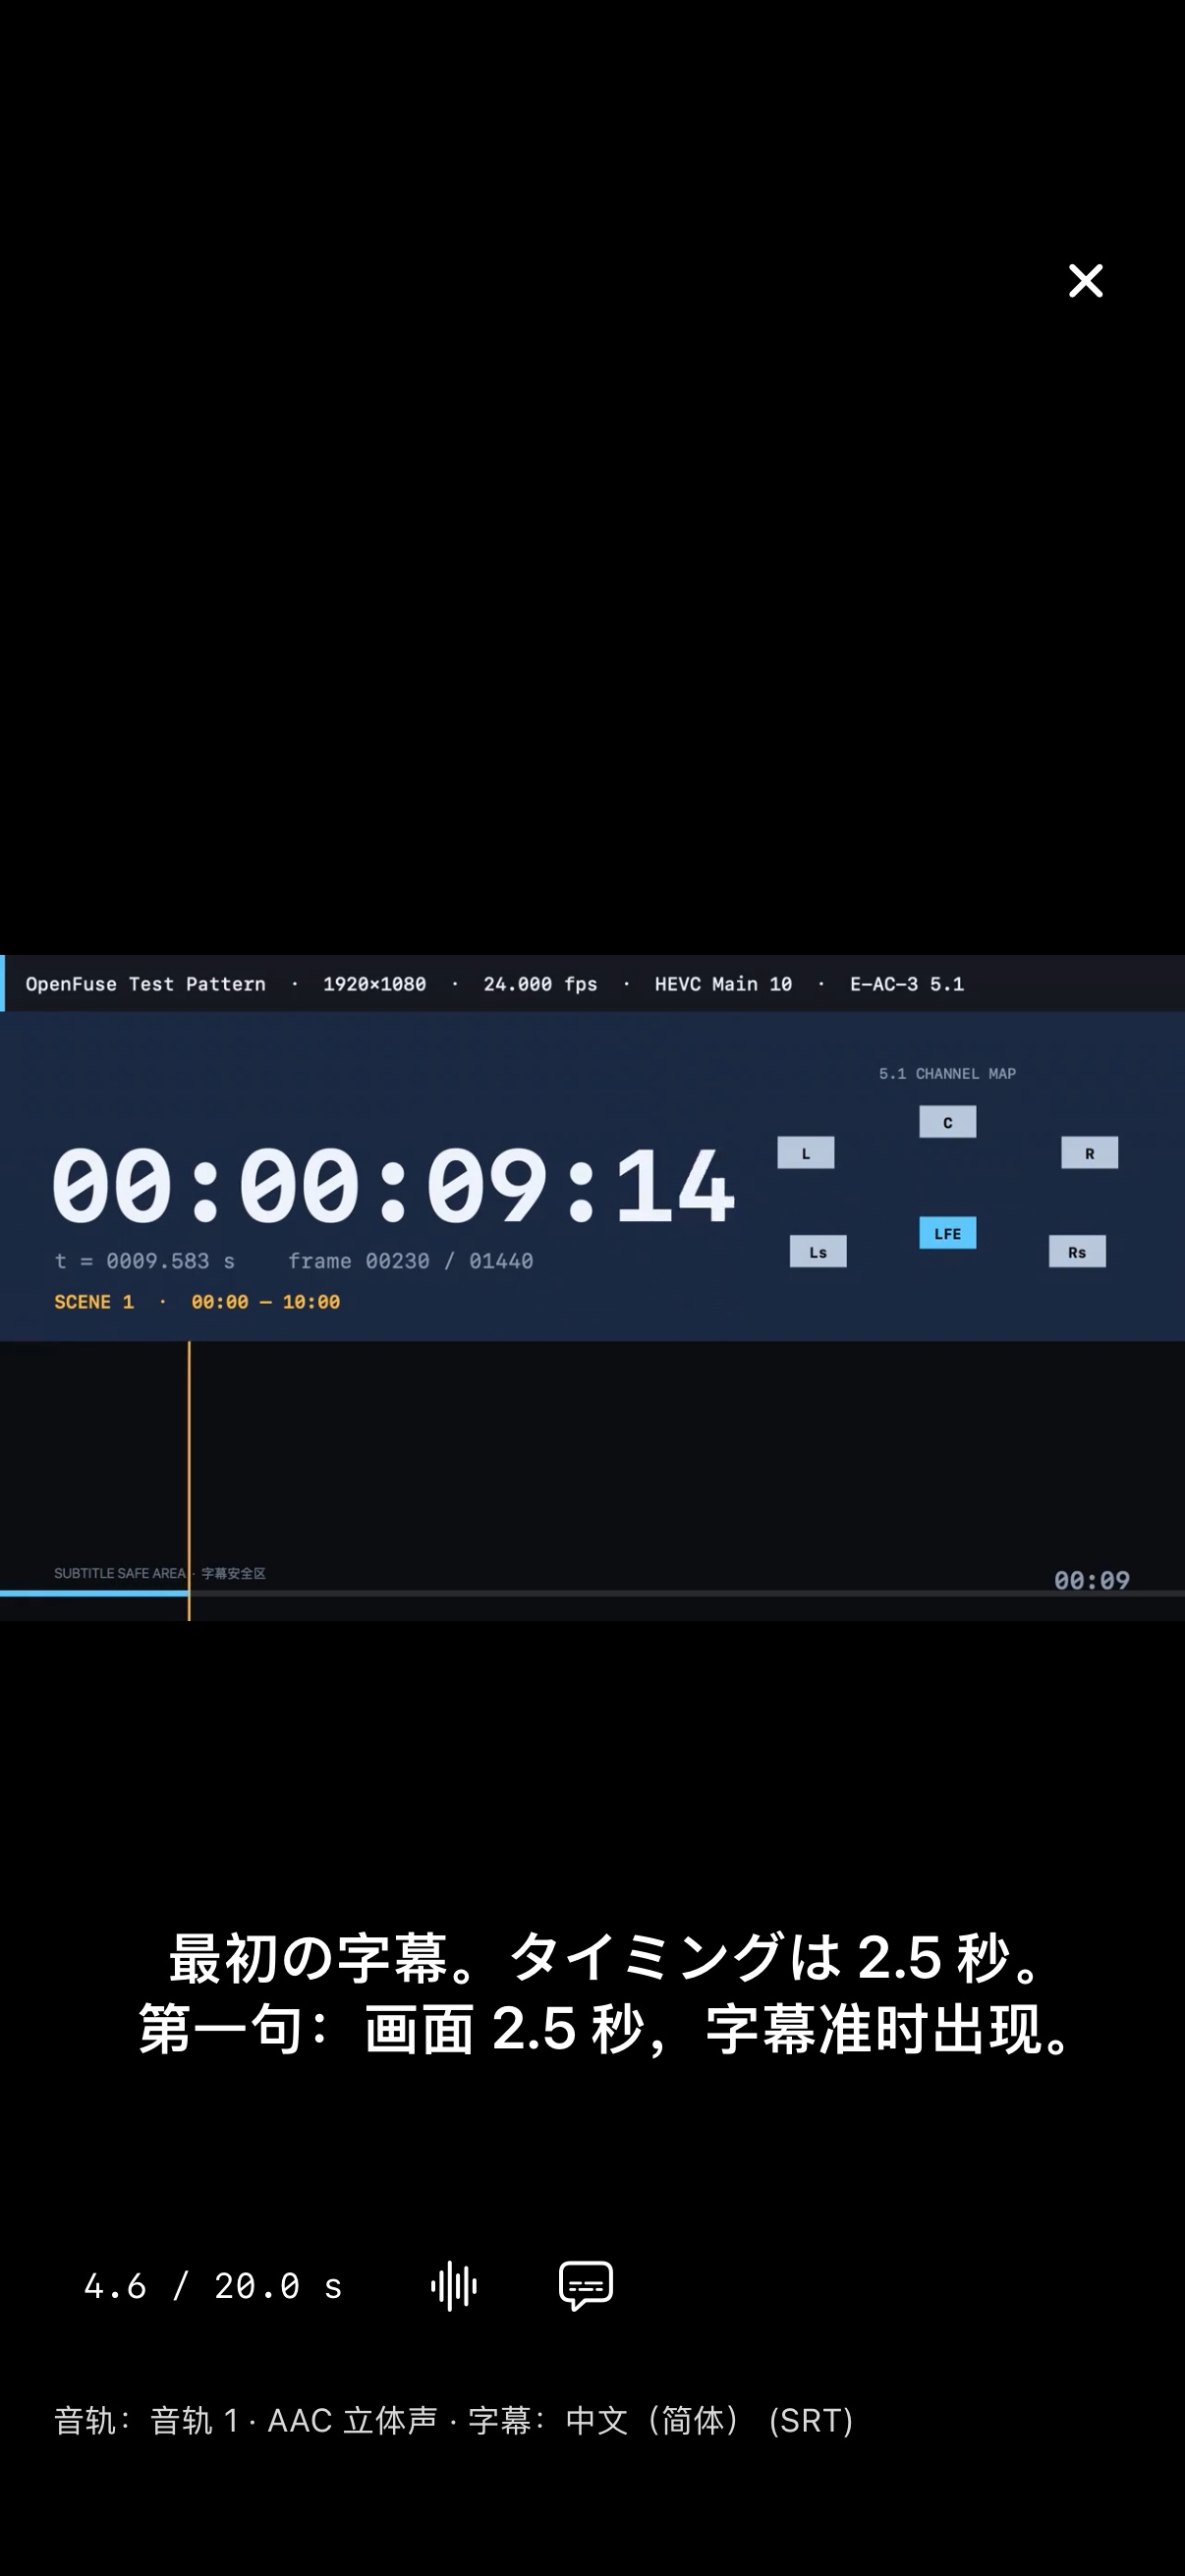 OpenFuse Test Pattern · 1920×1080 · 24.000 fps · HEVC Main 10 · E-AC-3 5.1
5.1 CHANNEL MAP
C
L
R
00:00:09:14
LFE
Ls
Rs
t = 0009.583 s frame 00230 / 01440
SCENE 1 · 00:00 — 10:00
SUBTITLE SAFE AREA · 字幕安全区
00:09
最初の字幕。タイミングは 2.5 秒。
第一句：画面 2.5 秒，字幕准时出现。
4.6 / 20.0 s
音轨：音轨 1 · AAC 立体声 · 字幕：中文（简体） (SRT)